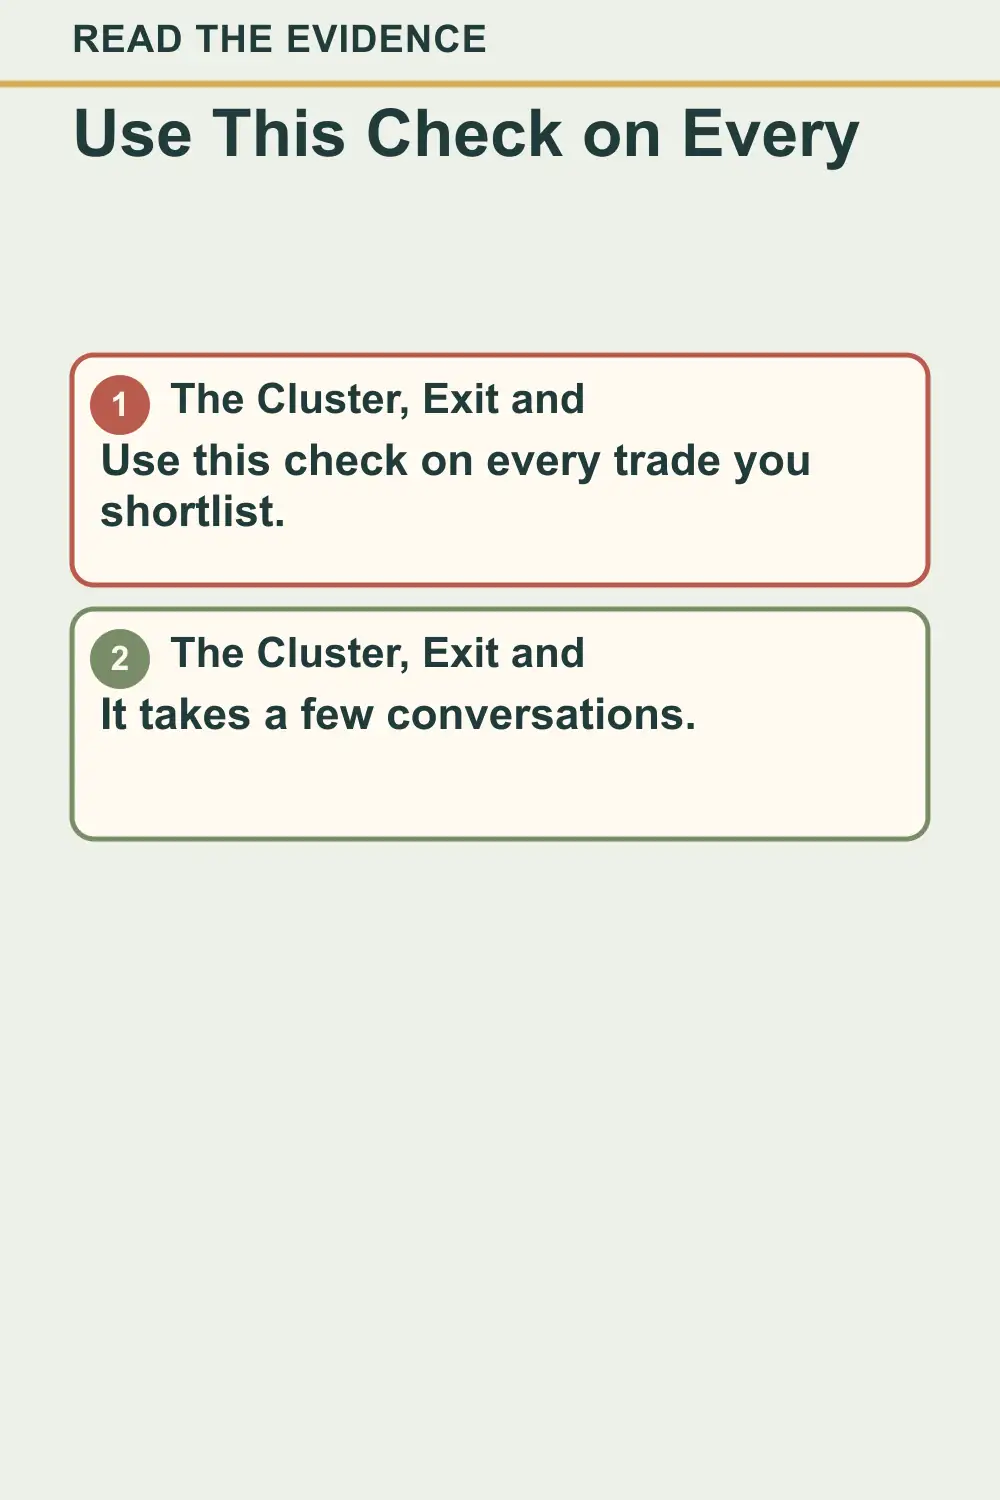 READ THE EVIDENCE
Use This Check on Every
1 The Cluster, Exit and
Use this check on every trade you
shortlist.
2 The Cluster, Exit and
It takes a few conversations.